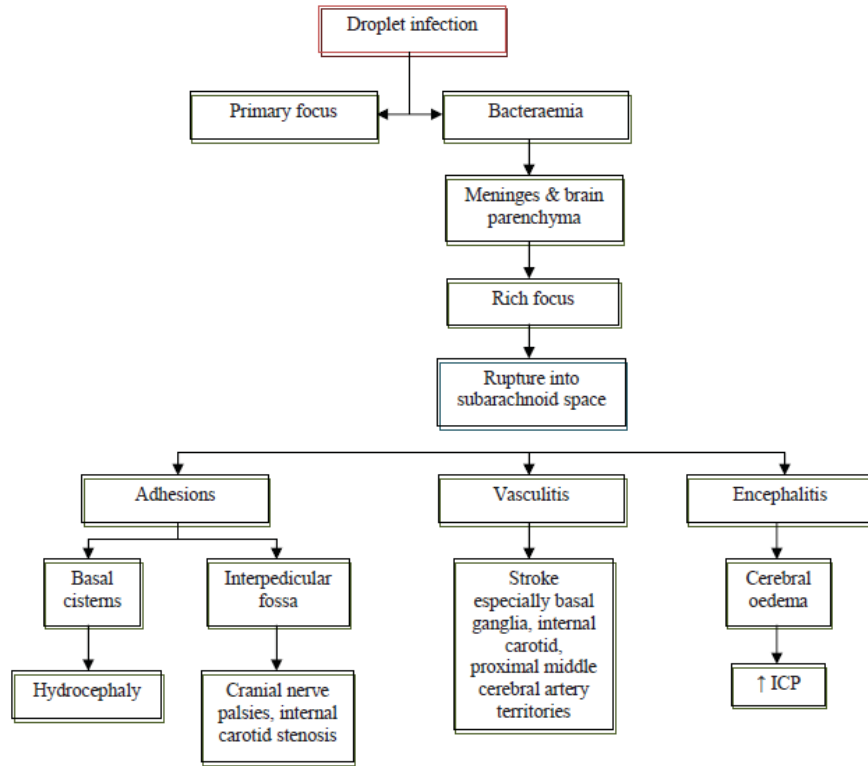 Droplet infection
Primary focus
Bacteraemia
Meninges & brain
parenchyma
Rich focus
Rupture into
subarachnoid space
Adhesions
Vasculitis
Encephalitis
Basal
cisterns
Interpedicular
fossa
Stroke
especially basal
ganglia, internal
carotid,
proximal middle
cerebral artery
territories
Cerebral
oedema
Hydrocephaly
Cranial nerve
palsies, internal
carotid stenosis
↑ ICP